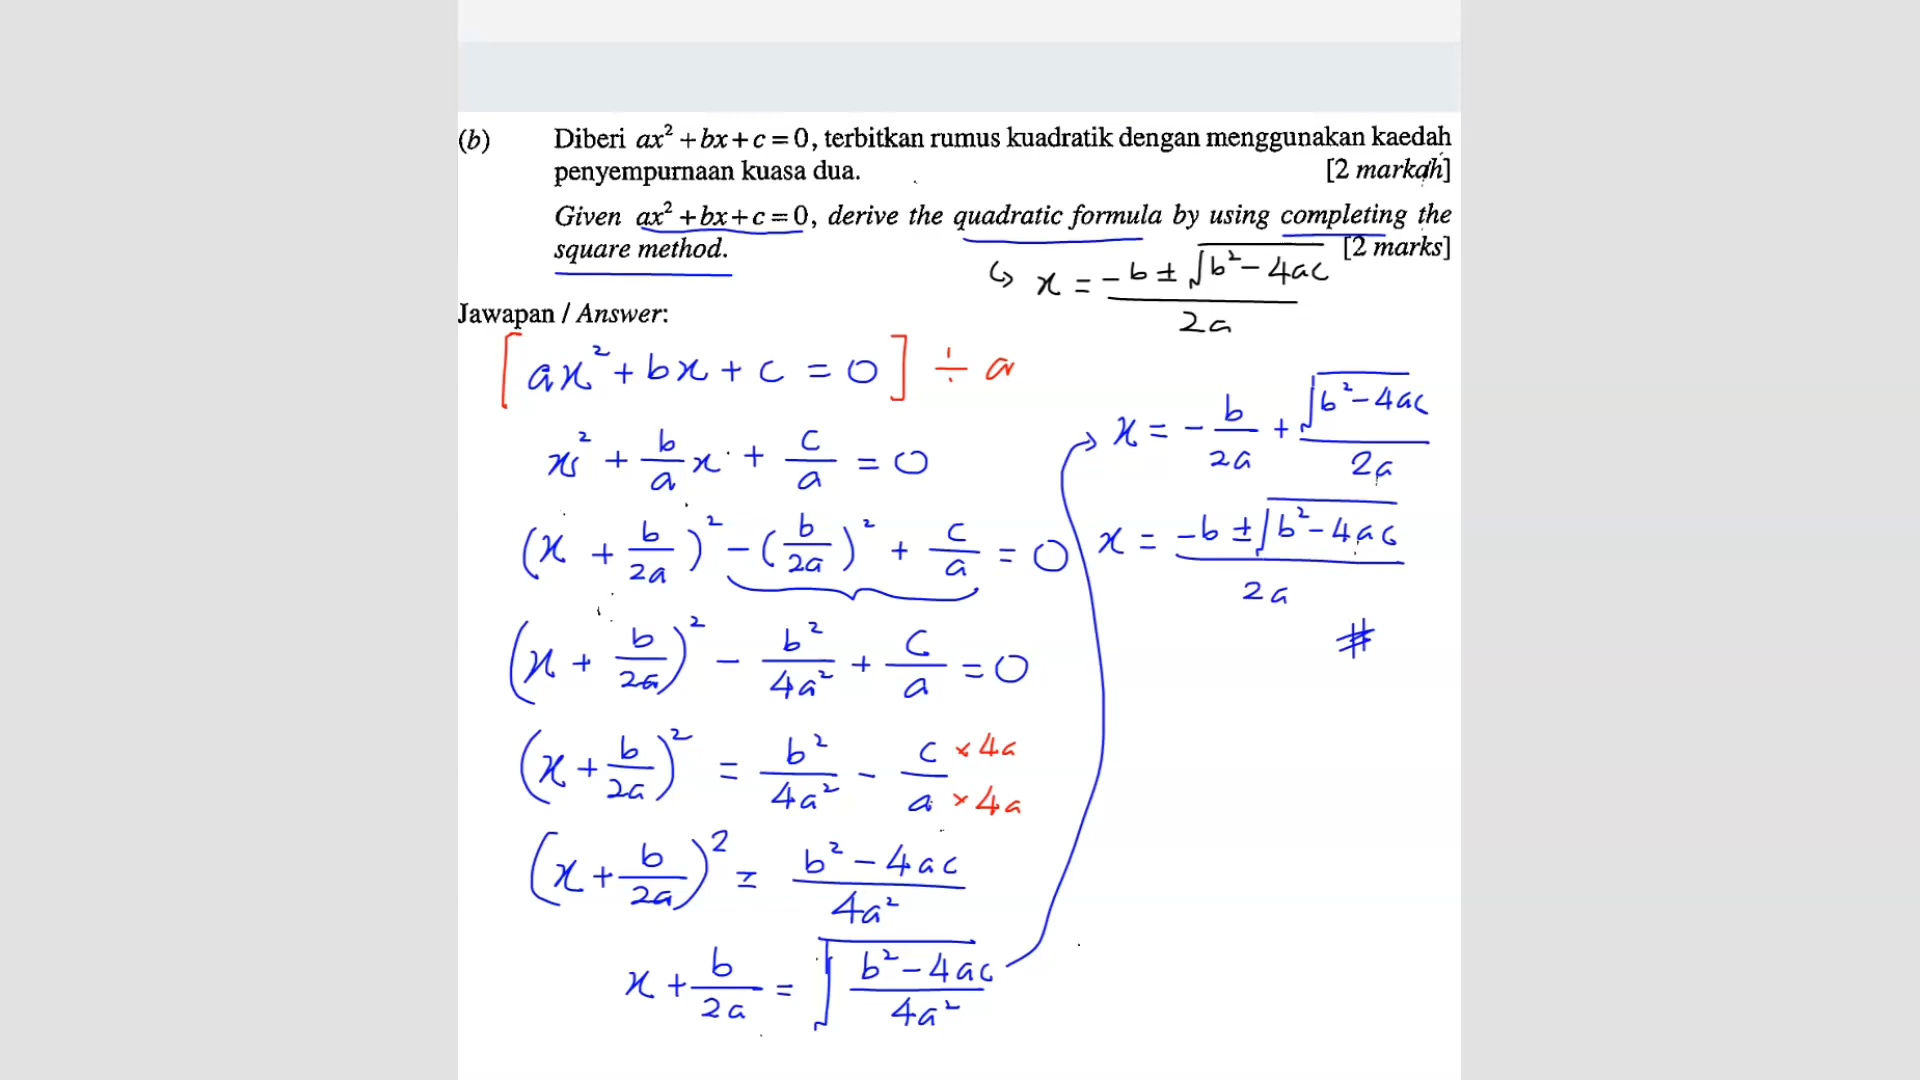 (b) Diberi ax² + bx + c = 0, terbitkan rumus kuadratik dengan menggunakan kaedah
penyempurnaan kuasa dua. [2 markah]
Given ax² + bx + c = 0, derive the quadratic formula by using completing the
square method. [2 marks]
↳ x = (-b ± √(b² - 4ac)) / 2a
Jawapan / Answer:
[ax² + bx + c = 0] ÷ a
x² + b/a x + c/a = 0
(x + b/2a)² - (b/2a)² + c/a = 0
(x + b/2a)² - b²/4a² + c/a = 0
(x + b/2a)² = b²/4a² - c/a × 4a × 4a
(x + b/2a)² = (b² - 4ac)/4a²
x + b/2a = √((b² - 4ac)/4a²)
x = - b/2a + √(b² - 4ac)/2a
x = (-b ± √(b² - 4ac))/2a
#